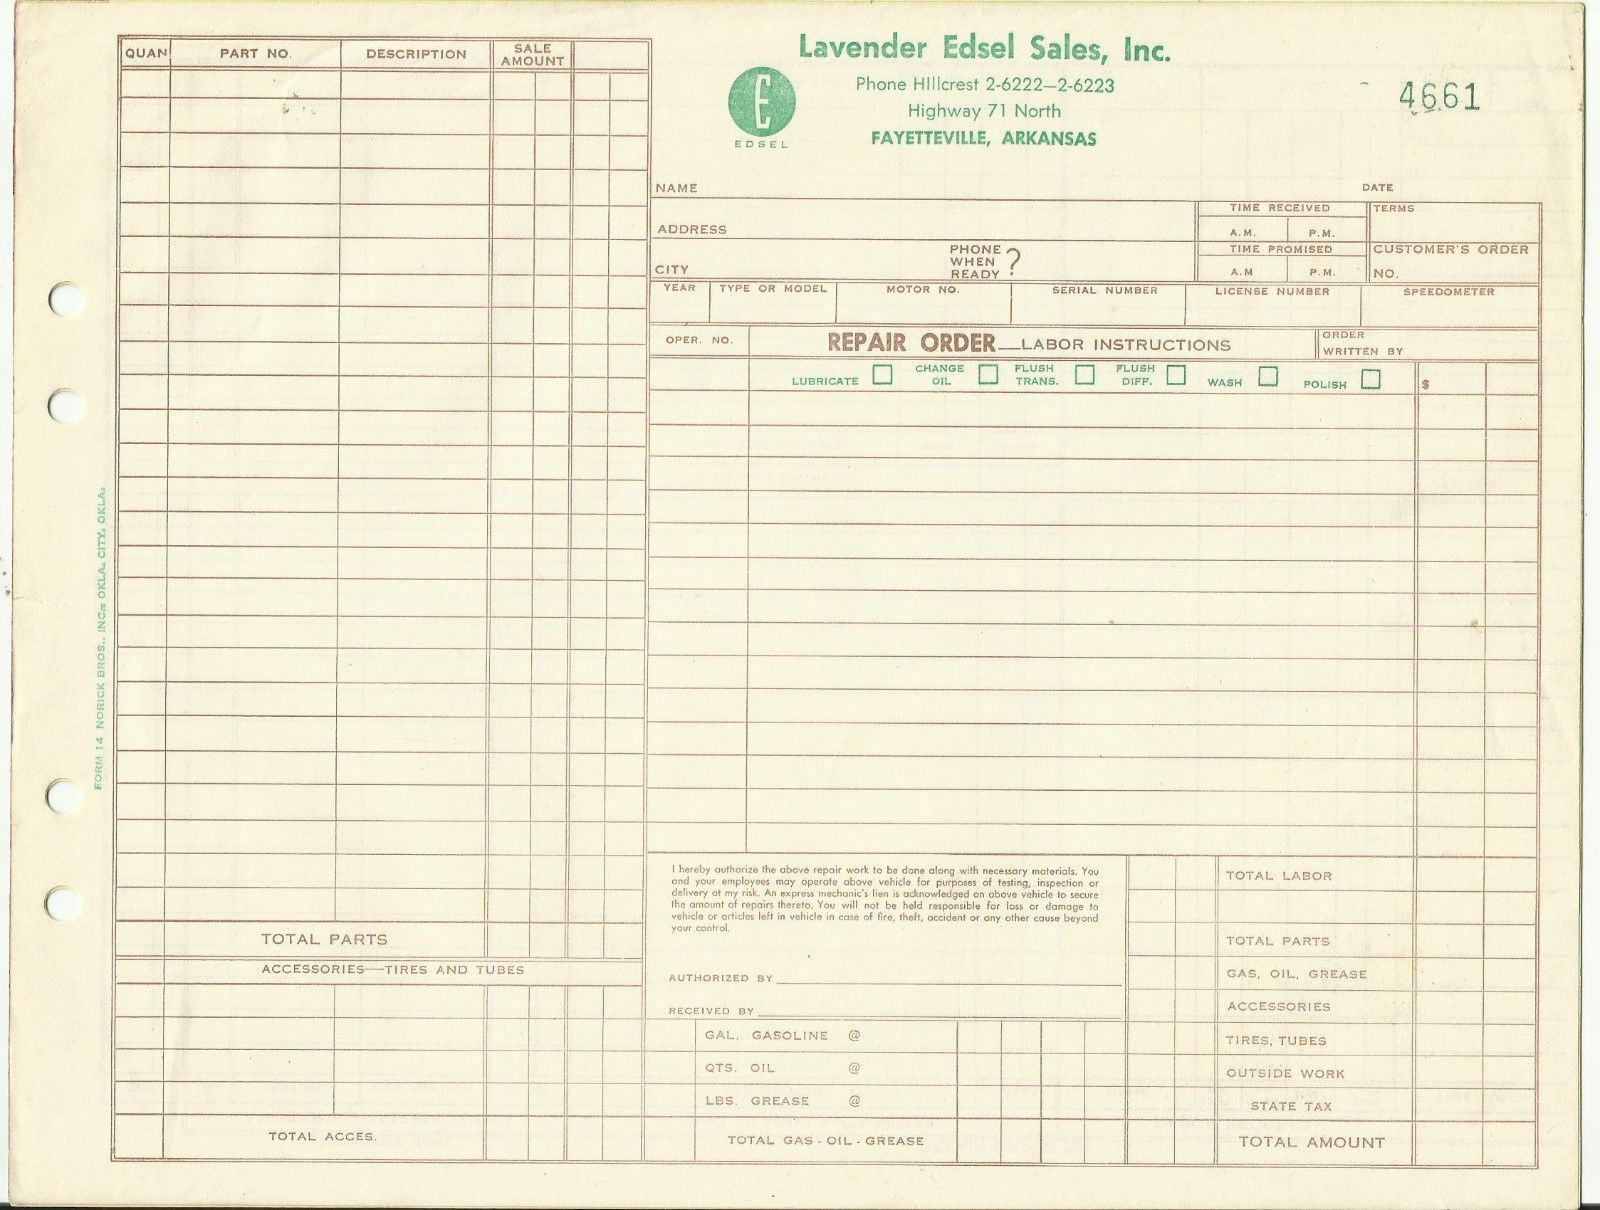 QUAN
PART NO.
DESCRIPTION
SALE
AMOUNT
Lavender Edsel Sales, Inc.
Phone HIllcrest 2-6222—2-6223
Highway 71 North
FAYETTEVILLE, ARKANSAS
E
EDSEL
4661
NAME
DATE
ADDRESS
TIME RECEIVED
A.M.
P.M.
TERMS
CITY
PHONE
WHEN
READY
?
TIME PROMISED
A.M
P.M.
CUSTOMER'S ORDER
NO.
YEAR
TYPE OR MODEL
MOTOR NO.
SERIAL NUMBER
LICENSE NUMBER
SPEEDOMETER
OPER. NO.
REPAIR ORDER—LABOR INSTRUCTIONS
ORDER
WRITTEN BY
LUBRICATE
CHANGE
OIL
FLUSH
TRANS.
FLUSH
DIFF.
WASH
POLISH
$
FORM 14 NORICK BROS., INC., OKLA. CITY, OKLA.
TOTAL PARTS
ACCESSORIES—TIRES AND TUBES
TOTAL ACCES.
I hereby authorize the above repair work to be done along with necessary materials. You
and your employees may operate above vehicle for purposes of testing, inspection or
delivery at my risk. An express mechanic's lien is acknowledged on above vehicle to secure
the amount of repairs thereto. You will not be held responsible for loss or damage to
vehicle or articles left in vehicle in case of fire, theft, accident or any other cause beyond
your control.
AUTHORIZED BY
RECEIVED BY
GAL. GASOLINE @
QTS. OIL @
LBS. GREASE @
TOTAL GAS - OIL - GREASE
TOTAL LABOR
TOTAL PARTS
GAS, OIL, GREASE
ACCESSORIES
TIRES, TUBES
OUTSIDE WORK
STATE TAX
TOTAL AMOUNT